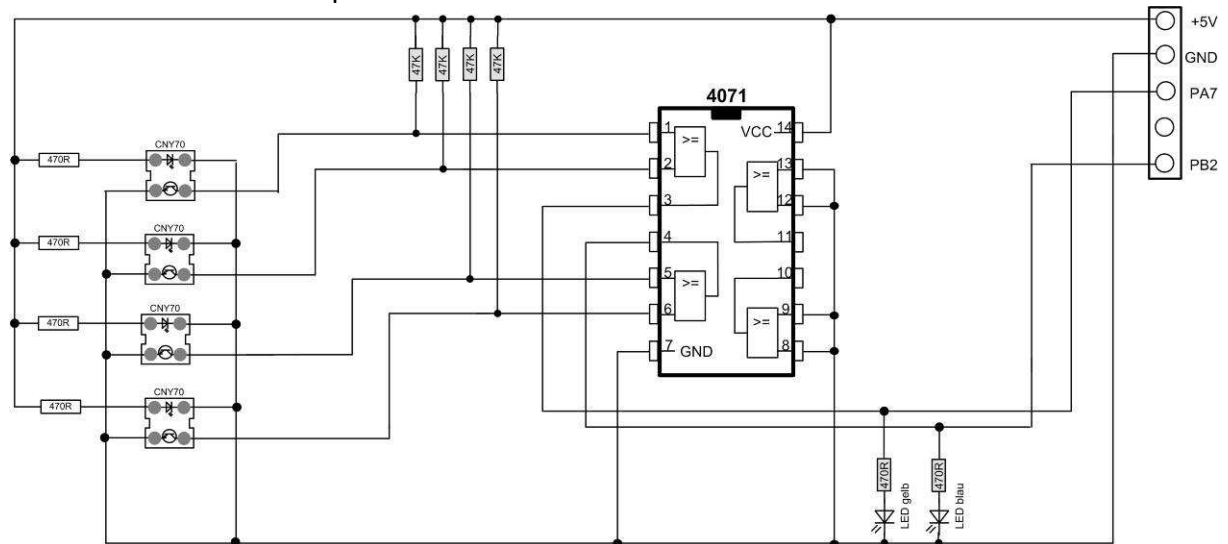 47K
47K
47K
47K
+5V
GND
PA7
PB2
4071
1
VCC
14
>=
2
13
>=
3
12
4
11
5
10
>=
6
9
>=
7
GND
8
470R
CNY70
470R
CNY70
470R
CNY70
470R
CNY70
470R
LED gelb
470R
LED blau